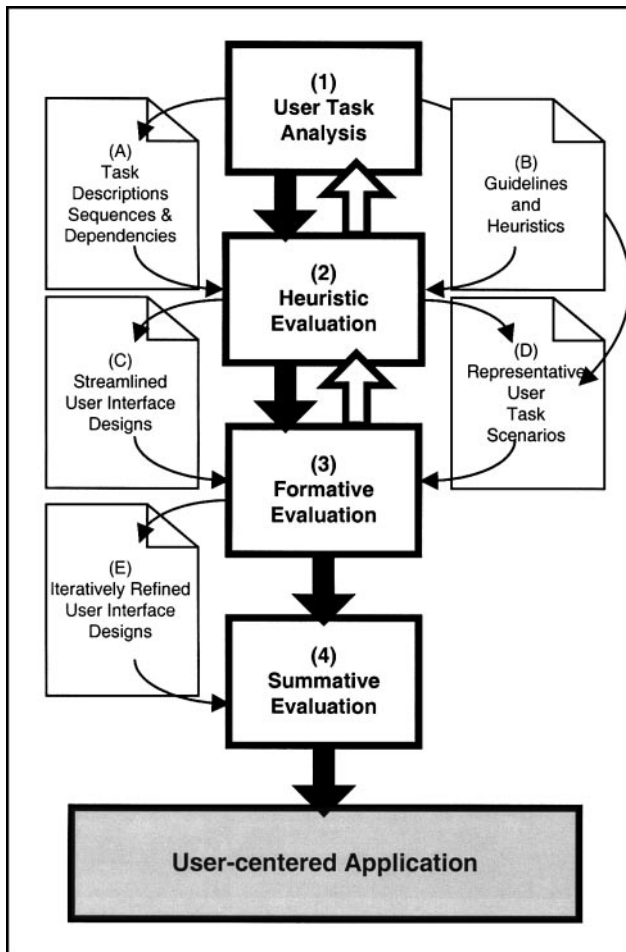 (1)
User Task
Analysis
(A)
Task
Descriptions
Sequences &
Dependencies
(B)
Guidelines
and
Heuristics
(2)
Heuristic
Evaluation
(C)
Streamlined
User Interface
Designs
(D)
Representative
User
Task
Scenarios
(3)
Formative
Evaluation
(E)
Iteratively Refined
User Interface
Designs
(4)
Summative
Evaluation
User-centered Application